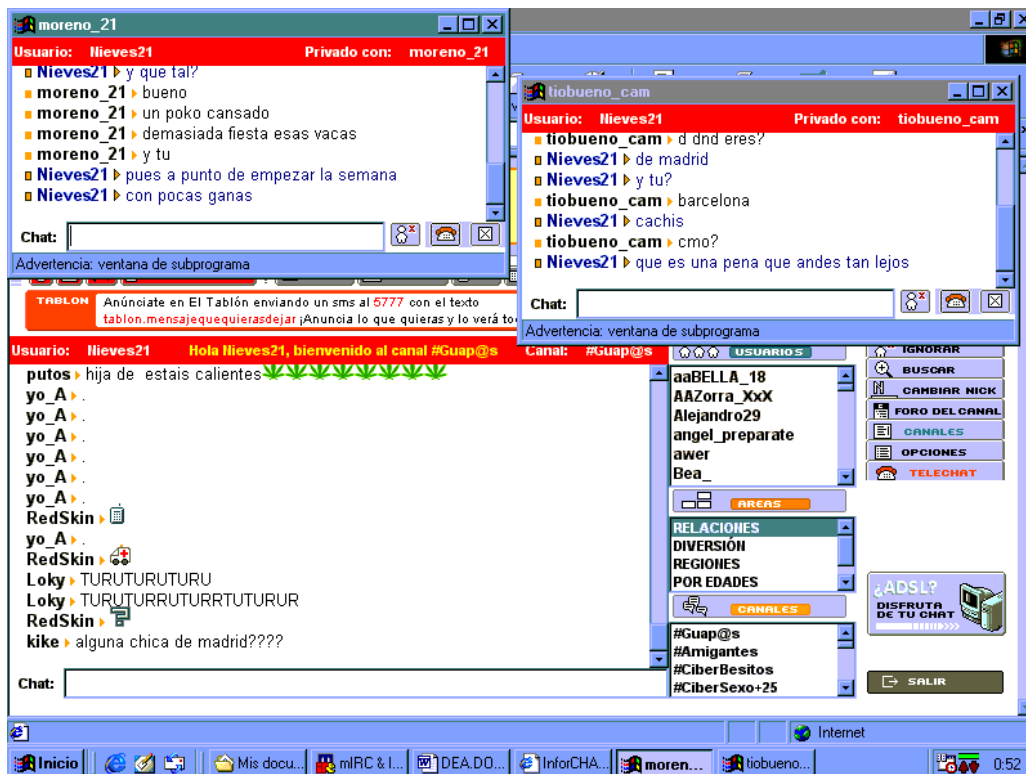 moreno_21
Usuario: Nieves21 Privado con: moreno_21
Nieves21 y que tal?
moreno_21 bueno
moreno_21 un poko cansado
moreno_21 demasiada fiesta esas vacas
moreno_21 y tu
Nieves21 pues a punto de empezar la semana
Nieves21 con pocas ganas
Chat:
Advertencia: ventana de subprograma
tiobueno_cam
Usuario: Nieves21 Privado con: tiobueno_cam
tiobueno_cam d dnd eres?
Nieves21 de madrid
Nieves21 y tu?
tiobueno_cam barcelona
Nieves21 cachis
tiobueno_cam cmo?
Nieves21 que es una pena que andes tan lejos
Chat:
Advertencia: ventana de subprograma
TABLON Anúnciate en El Tablón enviando un sms al 5777 con el texto
tablon.mensajequequierasdejar ¡Anuncia lo que quieras y lo verá
Usuario: Nieves21 Hola Nieves21, bienvenido al canal #Guap@s Canal: #Guap@s
putos hija de estais calientes
yo_A .
yo_A .
yo_A .
yo_A .
yo_A .
yo_A .
RedSkin
yo_A .
RedSkin
Loky TURUTURUTURU
Loky TURUTURRUTURRTUTURUR
RedSkin
kike alguna chica de madrid????
Chat:
USUARIOS
aaBELLA_18
AAZorra_XxX
Alejandro29
angel_preparate
awer
Bea_
AREAS
RELACIONES
DIVERSIÓN
REGIONES
POR EDADES
CANALES
#Guap@s
#Amigantes
#CiberBesitos
#CiberSexo+25
IGNORAR
BUSCAR
CAMBIAR NICK
FORO DEL CANAL
CANALES
OPCIONES
TELECHAT
¿ADSL?
DISFRUTA
DE TU CHAT
SALIR
Internet
Inicio Mis docu... mIRC & I... DEA.DO... InforCHA... moren... tiobueno... 0:52